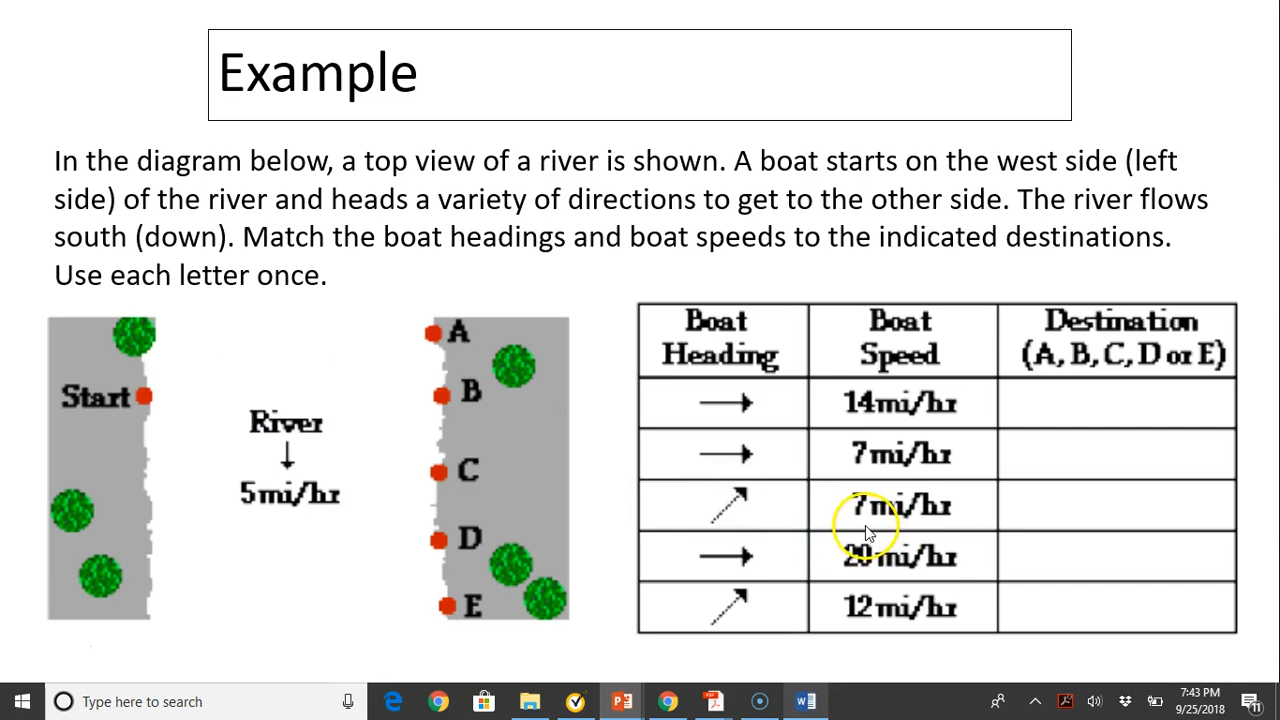 Example
In the diagram below, a top view of a river is shown. A boat starts on the west side (left
side) of the river and heads a variety of directions to get to the other side. The river flows
south (down). Match the boat headings and boat speeds to the indicated destinations.
Use each letter once.
Start
River
↓
5mi/hr
A
B
C
D
E
Boat Heading | Boat Speed | Destination (A, B, C, D or E)
→ | 14mi/hr
→ | 7mi/hr
↗ | 7mi/hr
→ | 20mi/hr
↗ | 12mi/hr
Type here to search
7:43 PM
9/25/2018
11